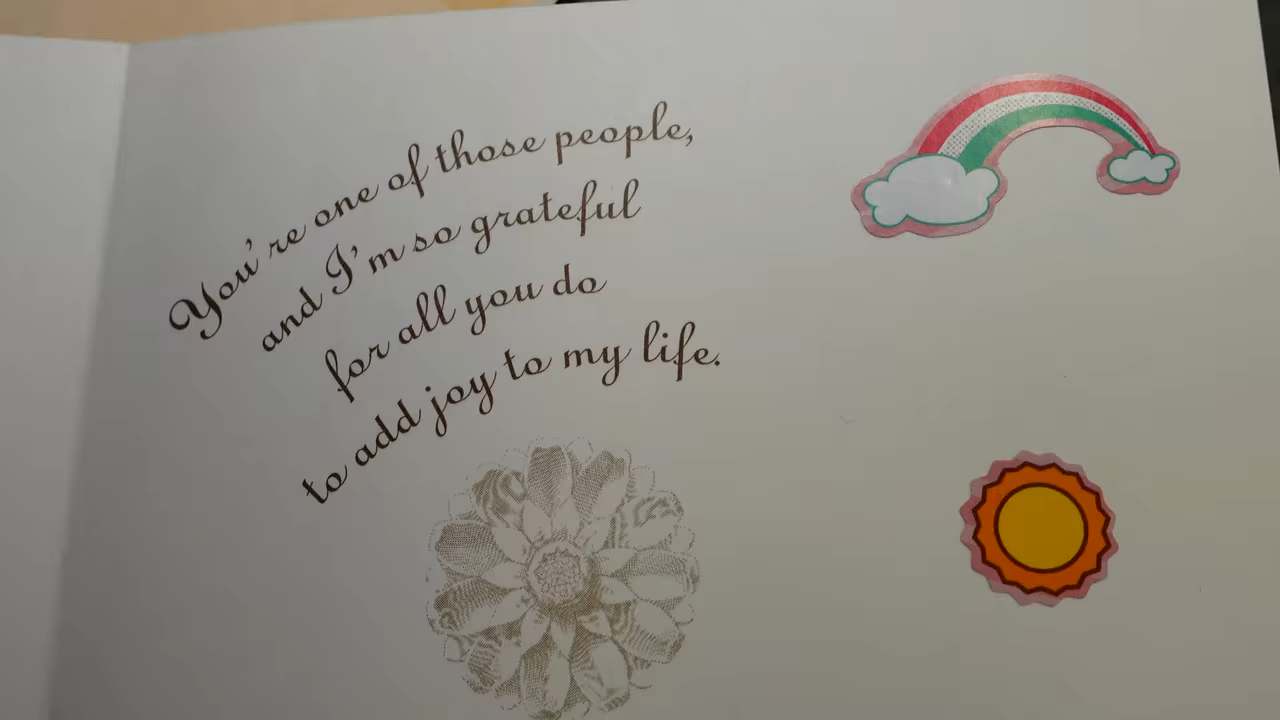 You're one of those people,
and I'm so grateful
for all you do
to add joy to my life.